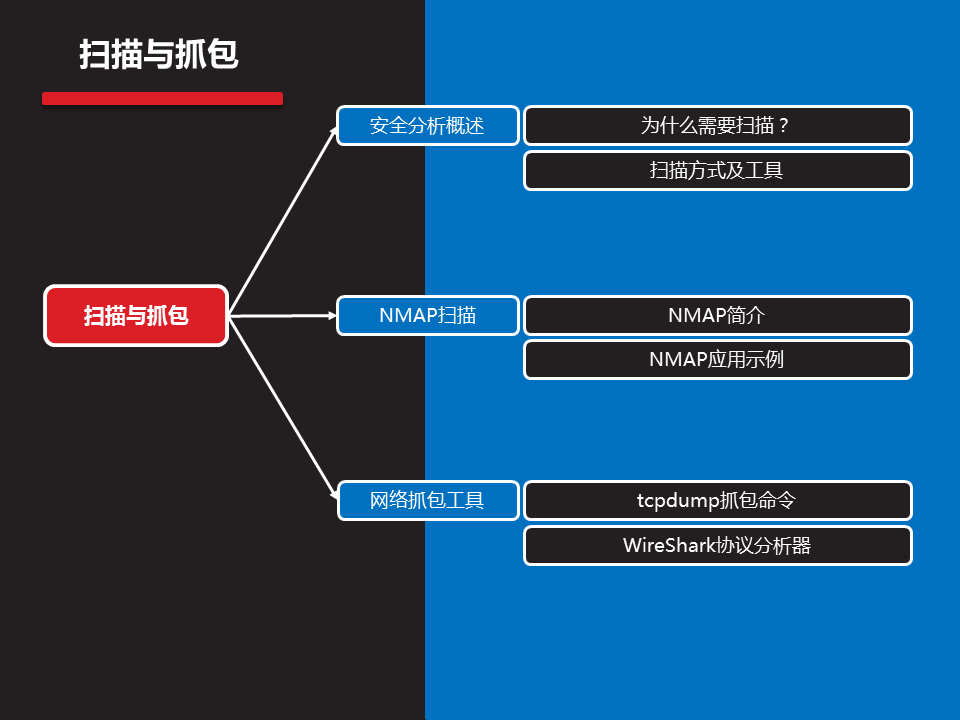 扫描与抓包
扫描与抓包
安全分析概述
为什么需要扫描？
扫描方式及工具
NMAP扫描
NMAP简介
NMAP应用示例
网络抓包工具
tcpdump抓包命令
WireShark协议分析器